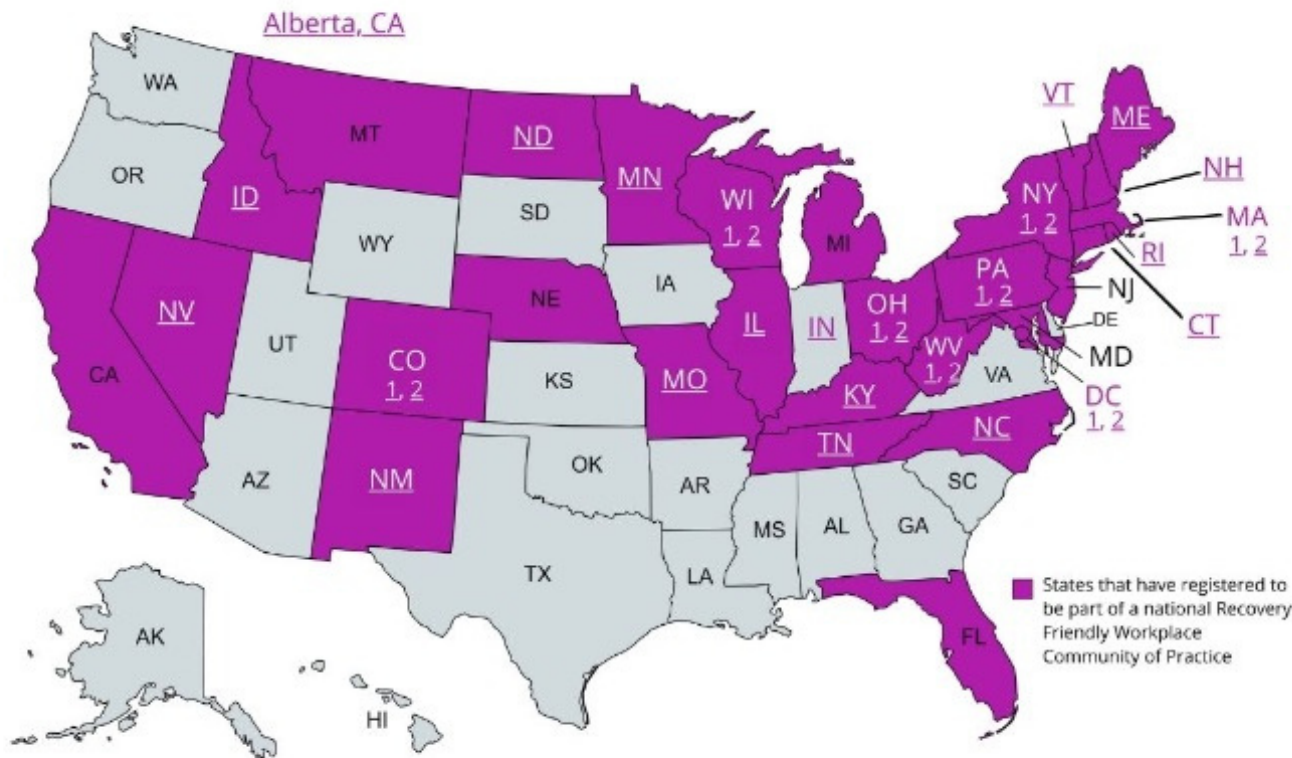 Alberta, CA
WA
OR
CA
NV
ID
MT
WY
UT
AZ
CO
1, 2
NM
ND
SD
NE
KS
OK
TX
MN
IA
MO
AR
LA
WI
1, 2
IL
MI
IN
OH
1, 2
KY
TN
MS
AL
GA
FL
SC
NC
VA
WV
1, 2
PA
1, 2
NY
1, 2
VT
ME
NH
MA
1, 2
RI
CT
NJ
DE
MD
DC
1, 2
AK
HI
States that have registered to
be part of a national Recovery
Friendly Workplace
Community of Practice